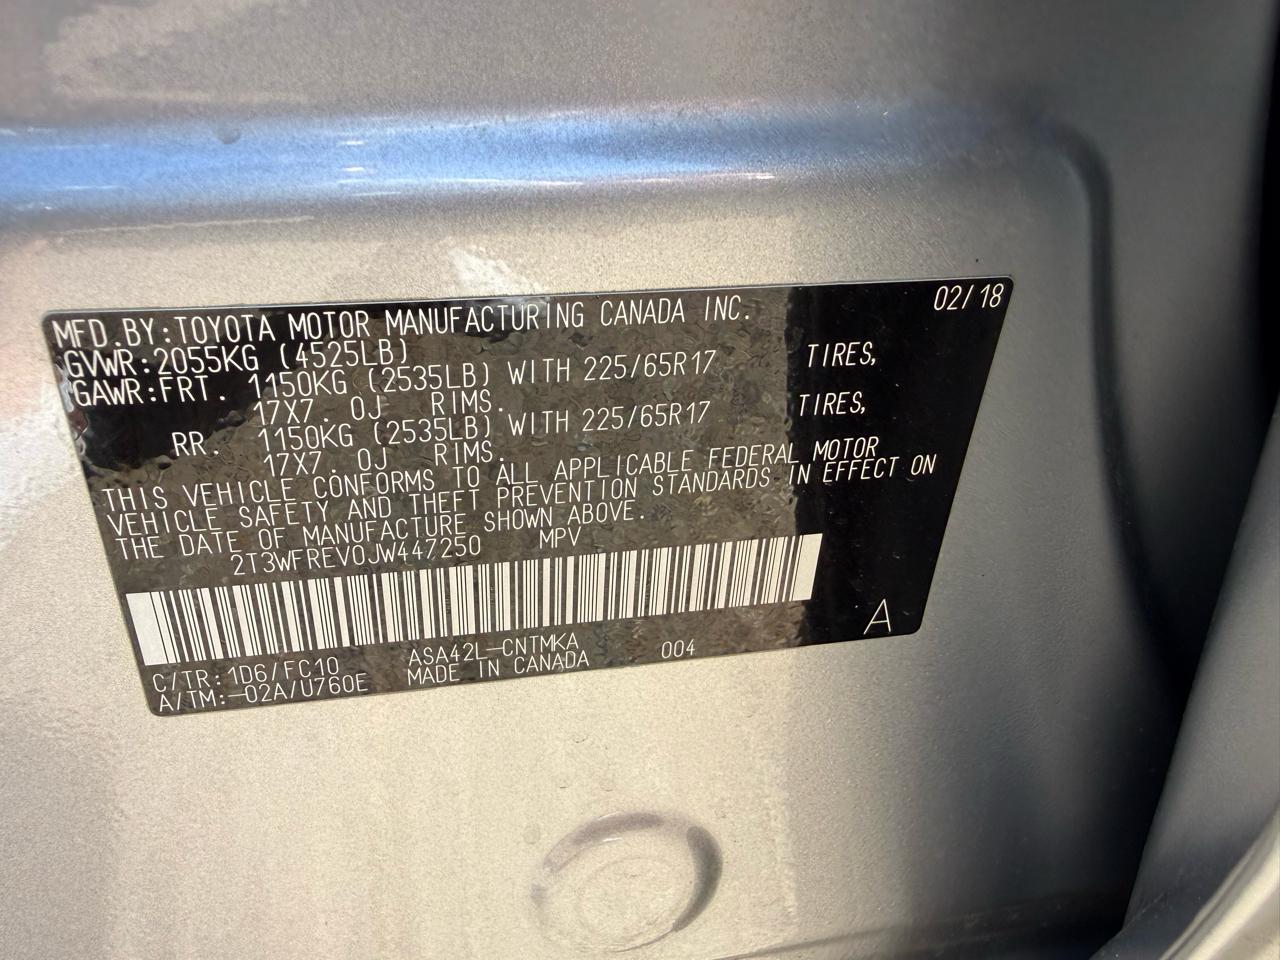 02/18
MFD.BY:TOYOTA MOTOR MANUFACTURING CANADA INC.
GVWR:2055KG (4525LB)
GAWR:FRT. 1150KG (2535LB) WITH 225/65R17 TIRES,
17X7.0J RIMS.
RR. 1150KG (2535LB) WITH 225/65R17 TIRES,
17X7.0J RIMS.
THIS VEHICLE CONFORMS TO ALL APPLICABLE FEDERAL MOTOR
VEHICLE SAFETY AND THEFT PREVENTION STANDARDS IN EFFECT ON
THE DATE OF MANUFACTURE SHOWN ABOVE.
2T3WFREV0JW447250 MPV
C/TR:1D6/FC10 ASA42L-CNTMKA 004 A
A/TM:-02A/U760E MADE IN CANADA